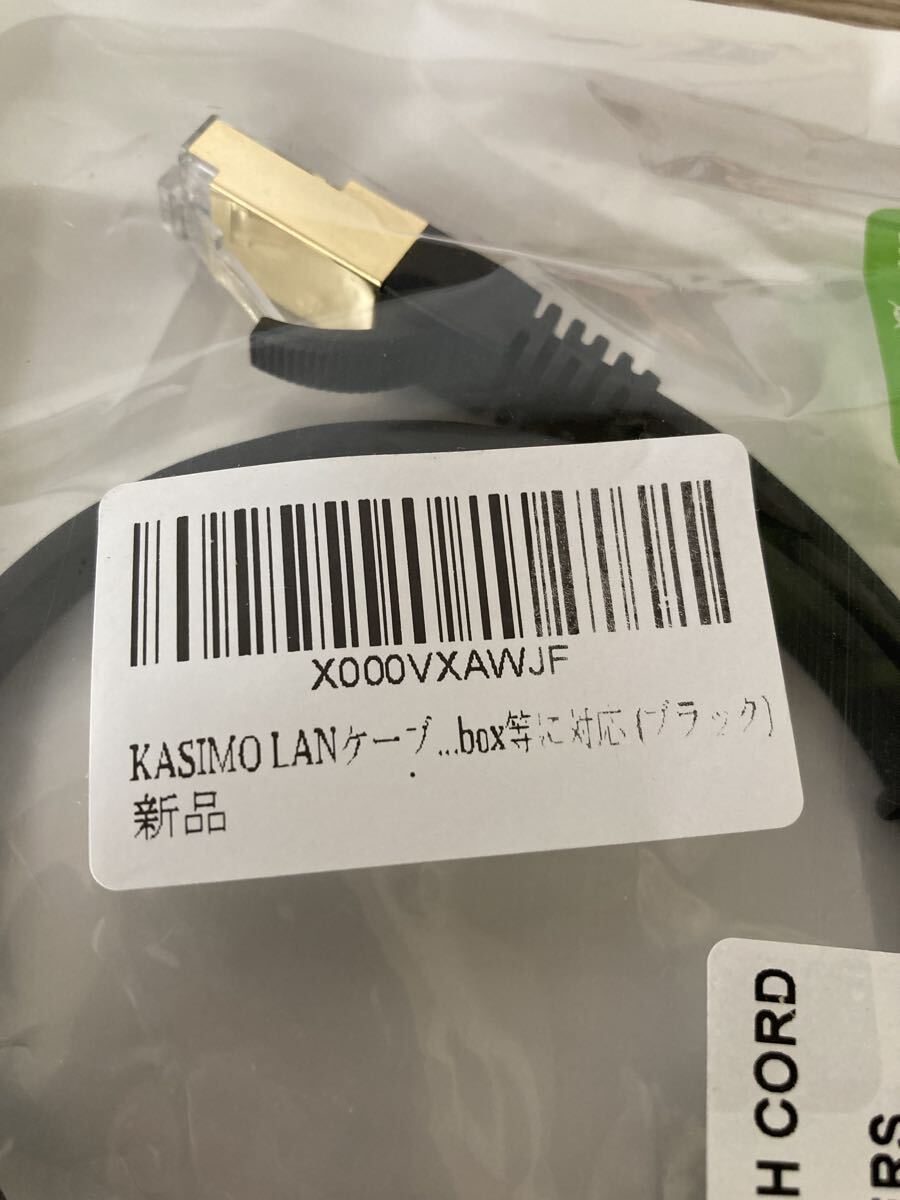 X000VXAWJF
KASIMO LANケーブ...box等に対応 (ブラック)
新品
H CORD
ERS